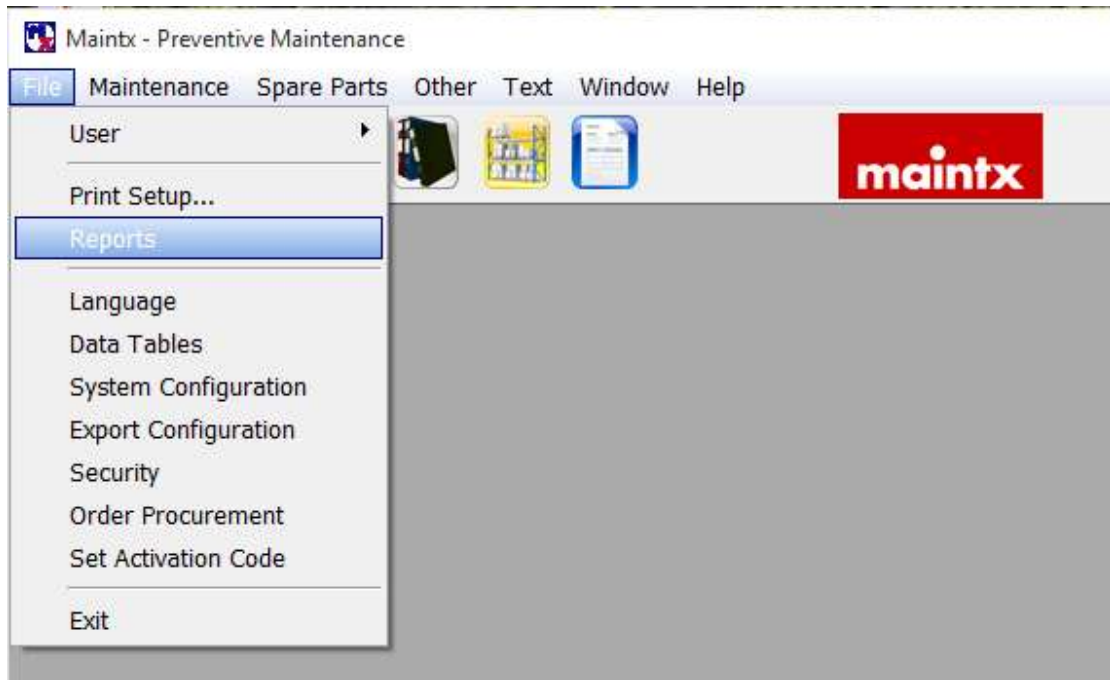 Maintx - Preventive Maintenance
File Maintenance Spare Parts Other Text Window Help
User
maintx
Print Setup...
Reports
Language
Data Tables
System Configuration
Export Configuration
Security
Order Procurement
Set Activation Code
Exit